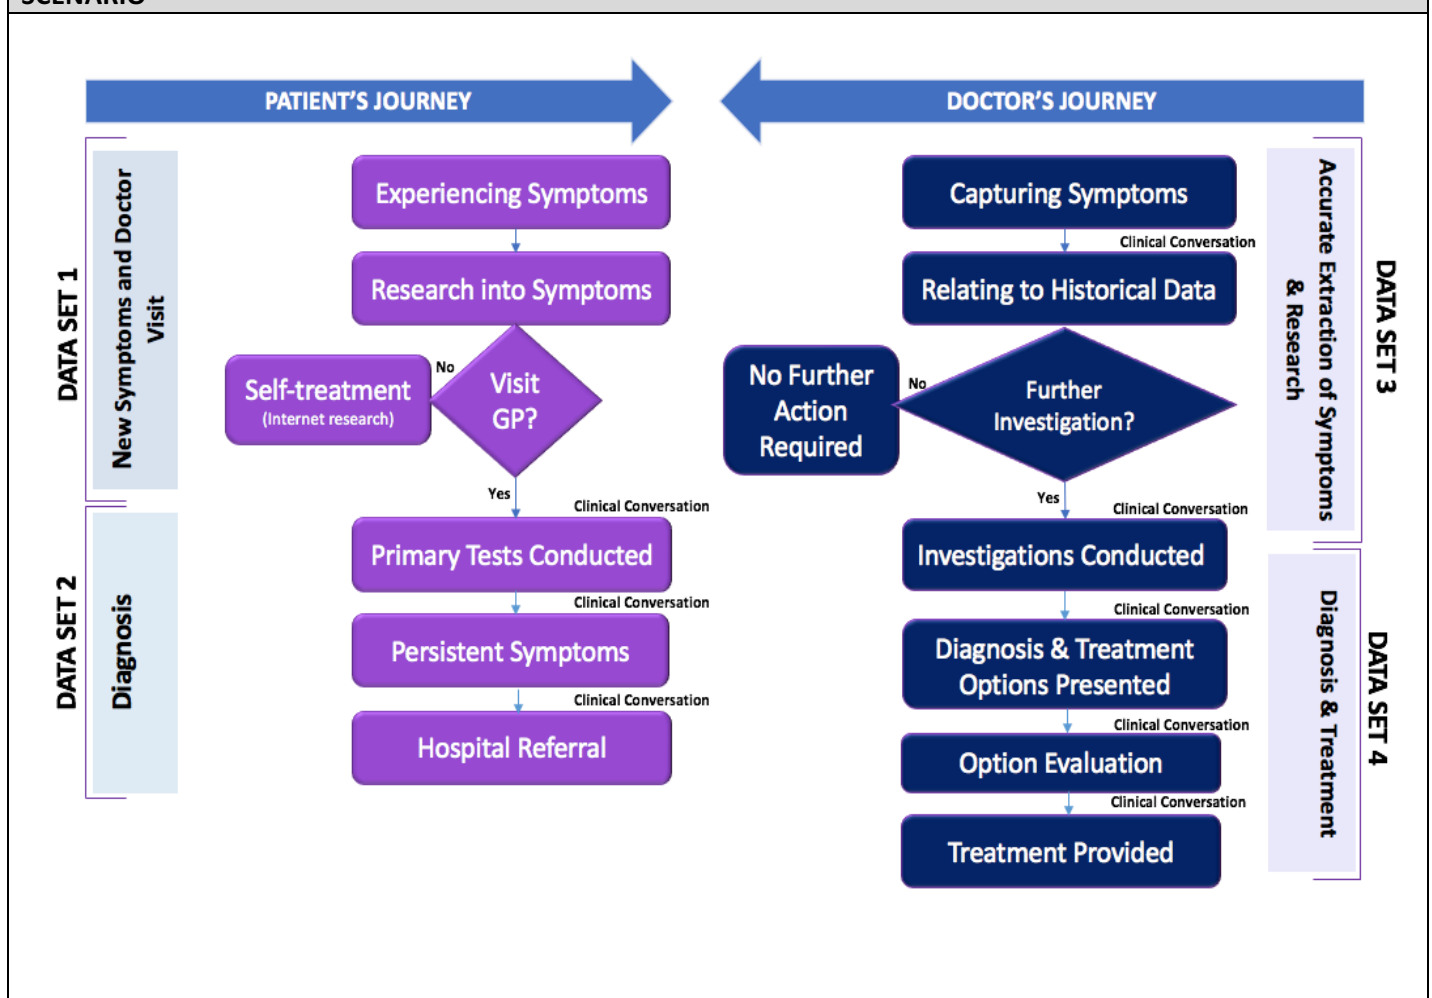 SCENARIO
PATIENT'S JOURNEY
DOCTOR'S JOURNEY
DATA SET 1
New Symptoms and Doctor
Visit
Experiencing Symptoms
Research into Symptoms
No
Self-treatment
(Internet research)
Visit
GP?
Yes
Clinical Conversation
DATA SET 2
Diagnosis
Primary Tests Conducted
Clinical Conversation
Persistent Symptoms
Clinical Conversation
Hospital Referral
Capturing Symptoms
Clinical Conversation
Relating to Historical Data
No Further
Action
Required
No
Further
Investigation?
Yes
Clinical Conversation
Accurate Extraction of Symptoms
& Research
DATA SET 3
Investigations Conducted
Clinical Conversation
Diagnosis & Treatment
Options Presented
Clinical Conversation
Option Evaluation
Clinical Conversation
Treatment Provided
Diagnosis & Treatment
DATA SET 4